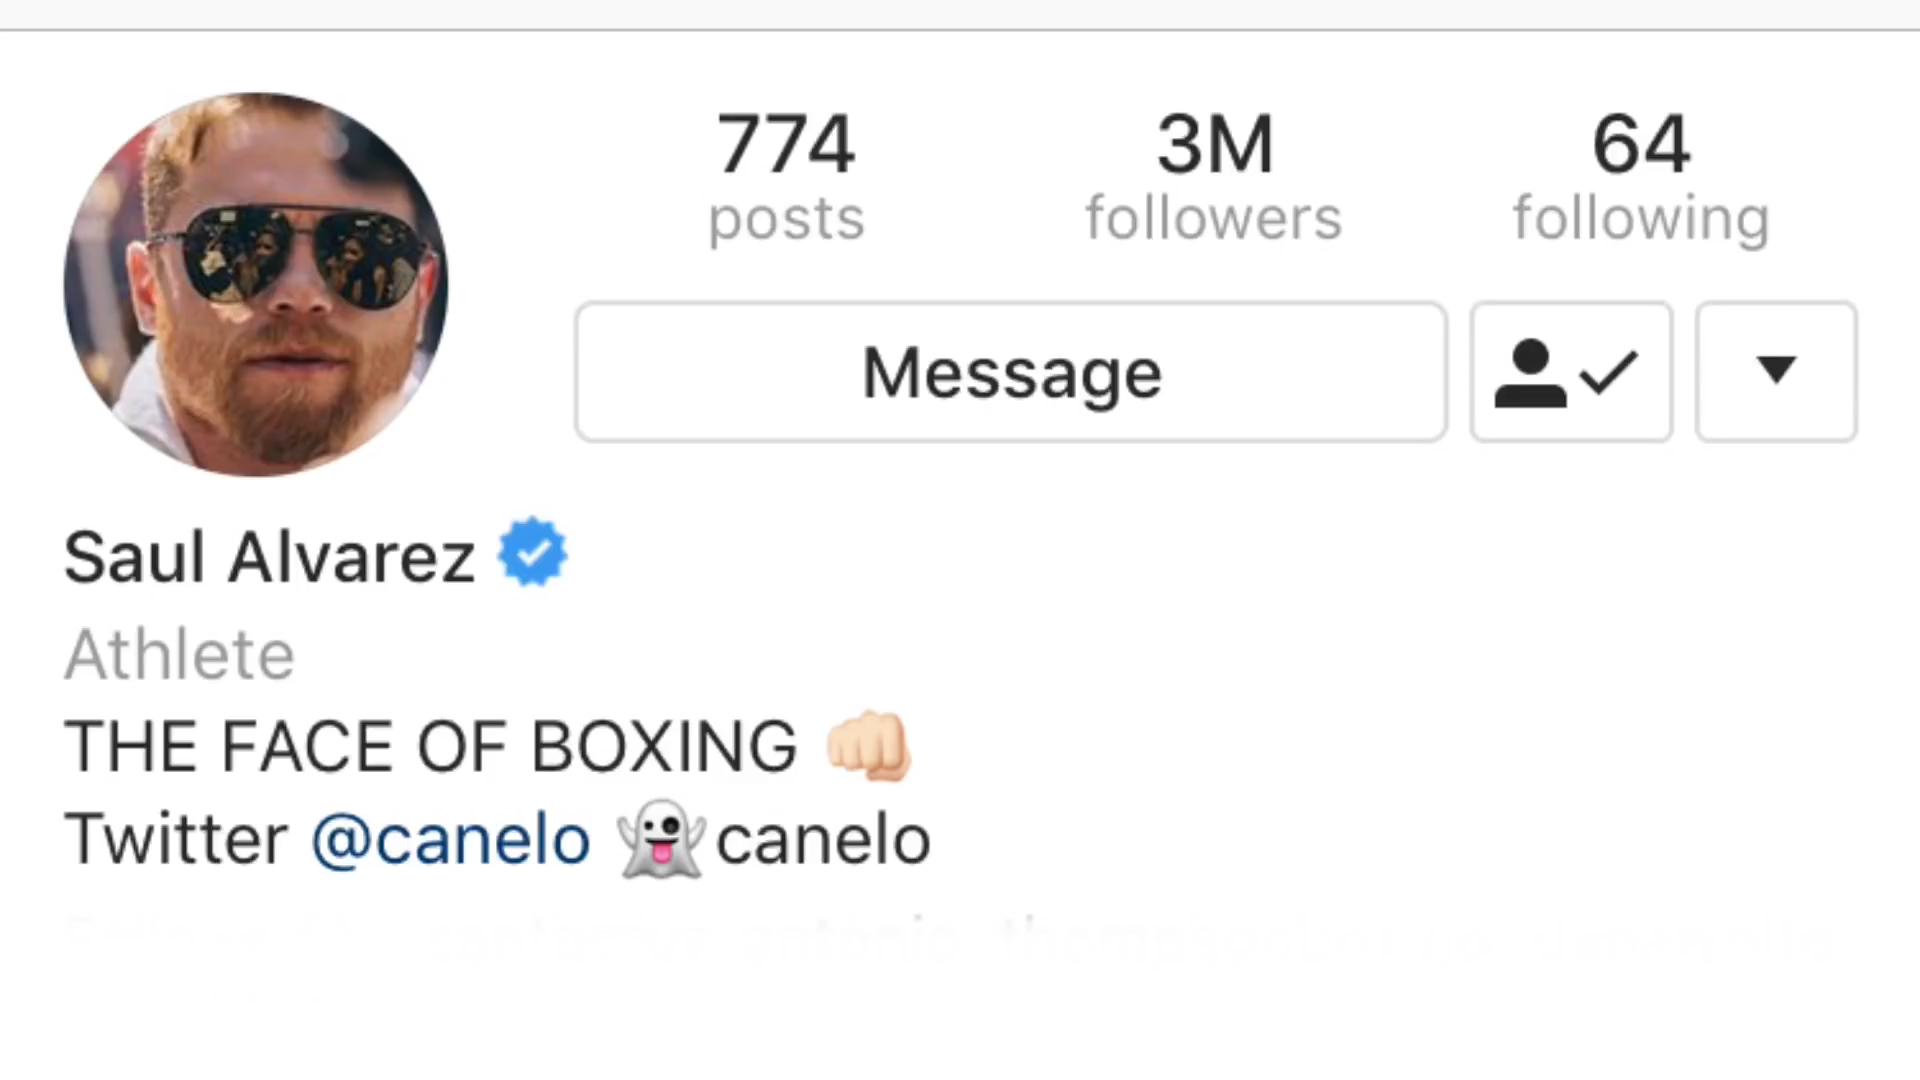 774 3M 64
posts followers following
Message
Saul Alvarez
Athlete
THE FACE OF BOXING 👊🏻
Twitter @canelo 👻canelo